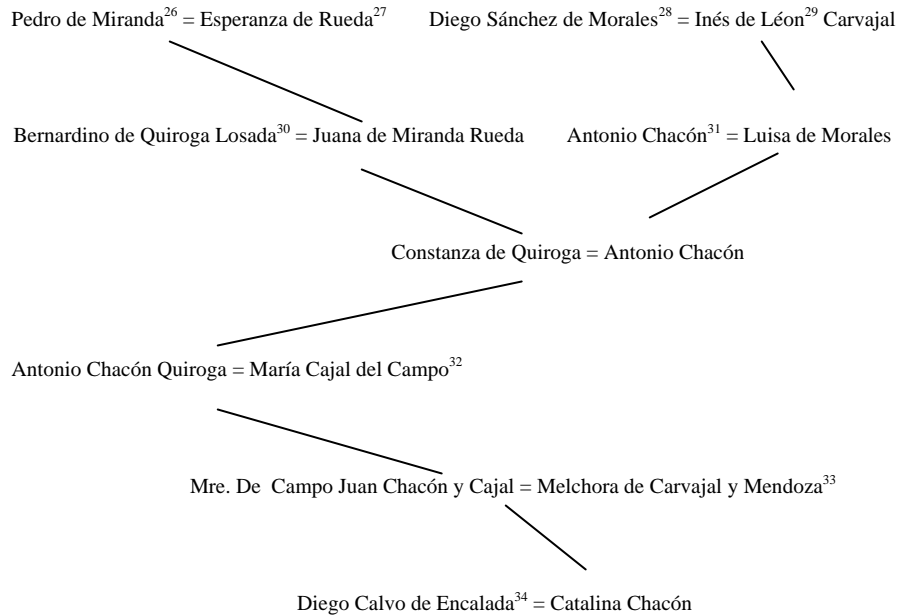 Pedro de Miranda26 = Esperanza de Rueda27 Diego Sánchez de Morales28 = Inés de Léon29 Carvajal
Bernardino de Quiroga Losada30 = Juana de Miranda Rueda Antonio Chacón31 = Luisa de Morales
Constanza de Quiroga = Antonio Chacón
Antonio Chacón Quiroga = María Cajal del Campo32
Mre. De Campo Juan Chacón y Cajal = Melchora de Carvajal y Mendoza33
Diego Calvo de Encalada34 = Catalina Chacón